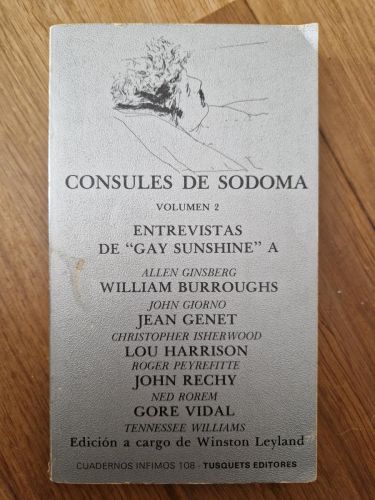 CONSULES DE SODOMA
VOLUMEN 2
ENTREVISTAS
DE "GAY SUNSHINE" A
ALLEN GINSBERG
WILLIAM BURROUGHS
JOHN GIORNO
JEAN GENET
CHRISTOPHER ISHERWOOD
LOU HARRISON
ROGER PEYREFITTE
JOHN RECHY
NED ROREM
GORE VIDAL
TENNESSEE WILLIAMS
Edición a cargo de Winston Leyland
CUADERNOS INFIMOS 108 - TUSQUETS EDITORES